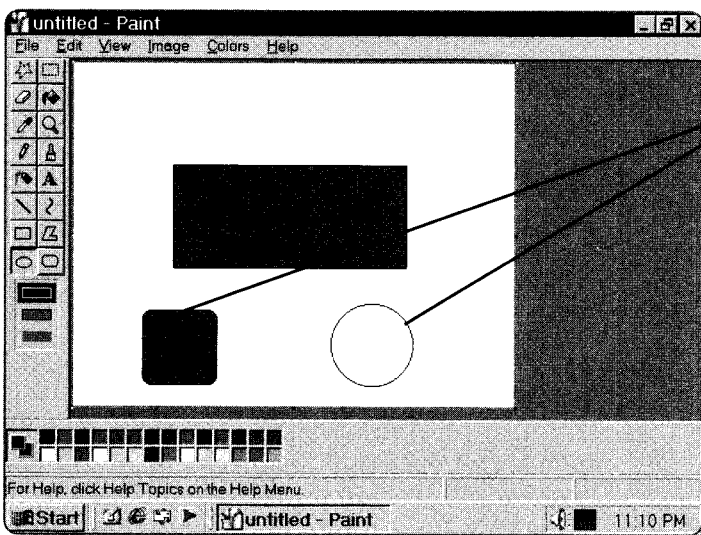 untitled - Paint
File Edit View Image Colors Help
A
For Help, click Help Topics on the Help Menu.
Start untitled - Paint 11:10 PM